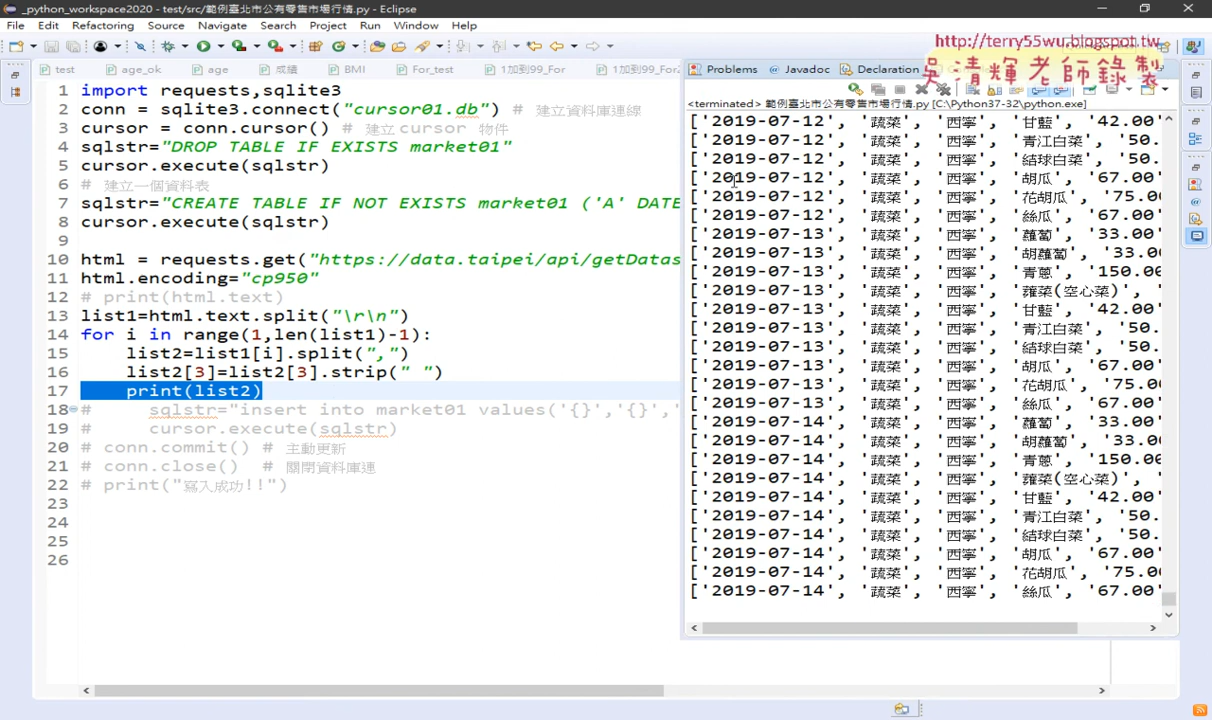 _python_workspace2020 - test/src/範例臺北市公有零售市場行情.py - Eclipse
File Edit Refactoring Source Navigate Search Project Run Window Help
http://terry55wu.blogspot.tw
吳清輝老師錄製
test age_ok age 成績 BMI For_test 1加到99_For 1加到99_For2
Problems @ Javadoc Declaration
<terminated> 範例臺北市公有零售市場行情.py [C:\Python37-32\python.exe]
1 import requests,sqlite3
2 conn = sqlite3.connect("cursor01.db") # 建立資料庫連線
3 cursor = conn.cursor() # 建立 cursor 物件
4 sqlstr="DROP TABLE IF EXISTS market01"
5 cursor.execute(sqlstr)
6 # 建立一個資料表
7 sqlstr="CREATE TABLE IF NOT EXISTS market01 ('A' DATE
8 cursor.execute(sqlstr)
9
10 html = requests.get("https://data.taipei/api/getDatas
11 html.encoding="cp950"
12 # print(html.text)
13 list1=html.text.split("\r\n")
14 for i in range(1,len(list1)-1):
15 list2=list1[i].split(",")
16 list2[3]=list2[3].strip(" ")
17 print(list2)
18 # sqlstr="insert into market01 values('{}','{}','
19 # cursor.execute(sqlstr)
20 # conn.commit() # 主動更新
21 # conn.close() # 關閉資料庫連
22 # print("寫入成功!!")
23
24
25
26
['2019-07-12', '蔬菜', '西寧', '甘藍', '42.00'
['2019-07-12', '蔬菜', '西寧', '青江白菜', '50.
['2019-07-12', '蔬菜', '西寧', '結球白菜', '50.
['2019-07-12', '蔬菜', '西寧', '胡瓜', '67.00'
['2019-07-12', '蔬菜', '西寧', '花胡瓜', '75.00
['2019-07-12', '蔬菜', '西寧', '絲瓜', '67.00'
['2019-07-13', '蔬菜', '西寧', '蘿蔔', '33.00'
['2019-07-13', '蔬菜', '西寧', '胡蘿蔔', '33.00
['2019-07-13', '蔬菜', '西寧', '青蔥', '150.00
['2019-07-13', '蔬菜', '西寧', '蕹菜(空心菜)',
['2019-07-13', '蔬菜', '西寧', '甘藍', '42.00'
['2019-07-13', '蔬菜', '西寧', '青江白菜', '50.
['2019-07-13', '蔬菜', '西寧', '結球白菜', '50.
['2019-07-13', '蔬菜', '西寧', '胡瓜', '67.00'
['2019-07-13', '蔬菜', '西寧', '花胡瓜', '75.00
['2019-07-13', '蔬菜', '西寧', '絲瓜', '67.00'
['2019-07-14', '蔬菜', '西寧', '蘿蔔', '33.00'
['2019-07-14', '蔬菜', '西寧', '胡蘿蔔', '33.00
['2019-07-14', '蔬菜', '西寧', '青蔥', '150.00
['2019-07-14', '蔬菜', '西寧', '蕹菜(空心菜)',
['2019-07-14', '蔬菜', '西寧', '甘藍', '42.00'
['2019-07-14', '蔬菜', '西寧', '青江白菜', '50.
['2019-07-14', '蔬菜', '西寧', '結球白菜', '50.
['2019-07-14', '蔬菜', '西寧', '胡瓜', '67.00'
['2019-07-14', '蔬菜', '西寧', '花胡瓜', '75.00
['2019-07-14', '蔬菜', '西寧', '絲瓜', '67.00'